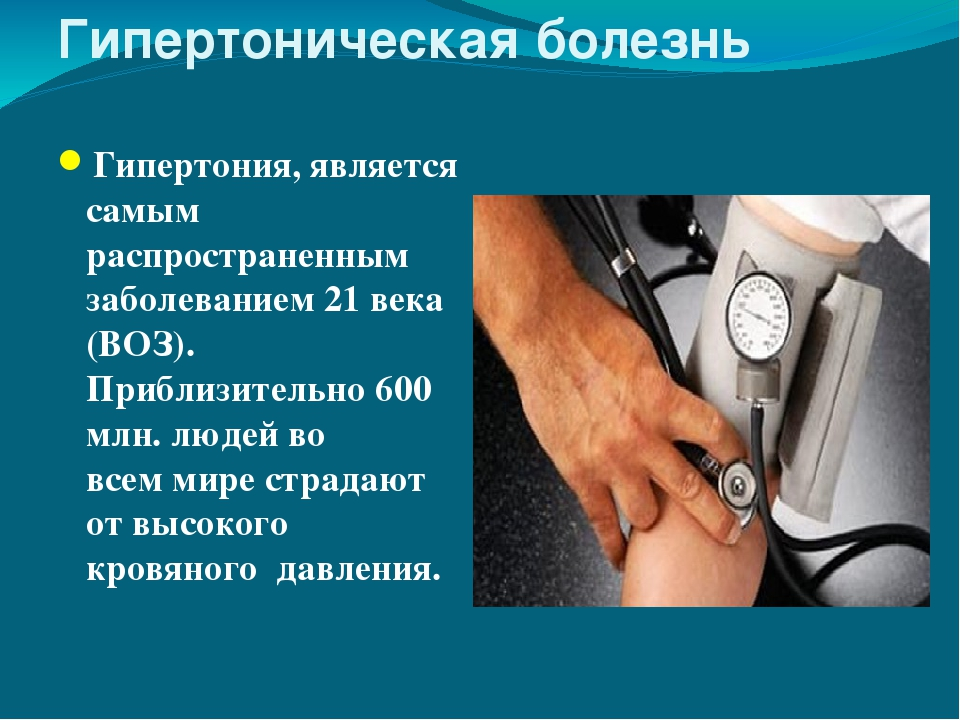 Гипертоническая болезнь
Гипертония, является
самым
распространенным
заболеванием 21 века
(ВОЗ).
Приблизительно 600
млн. людей во
всем мире страдают
от высокого
кровяного давления.